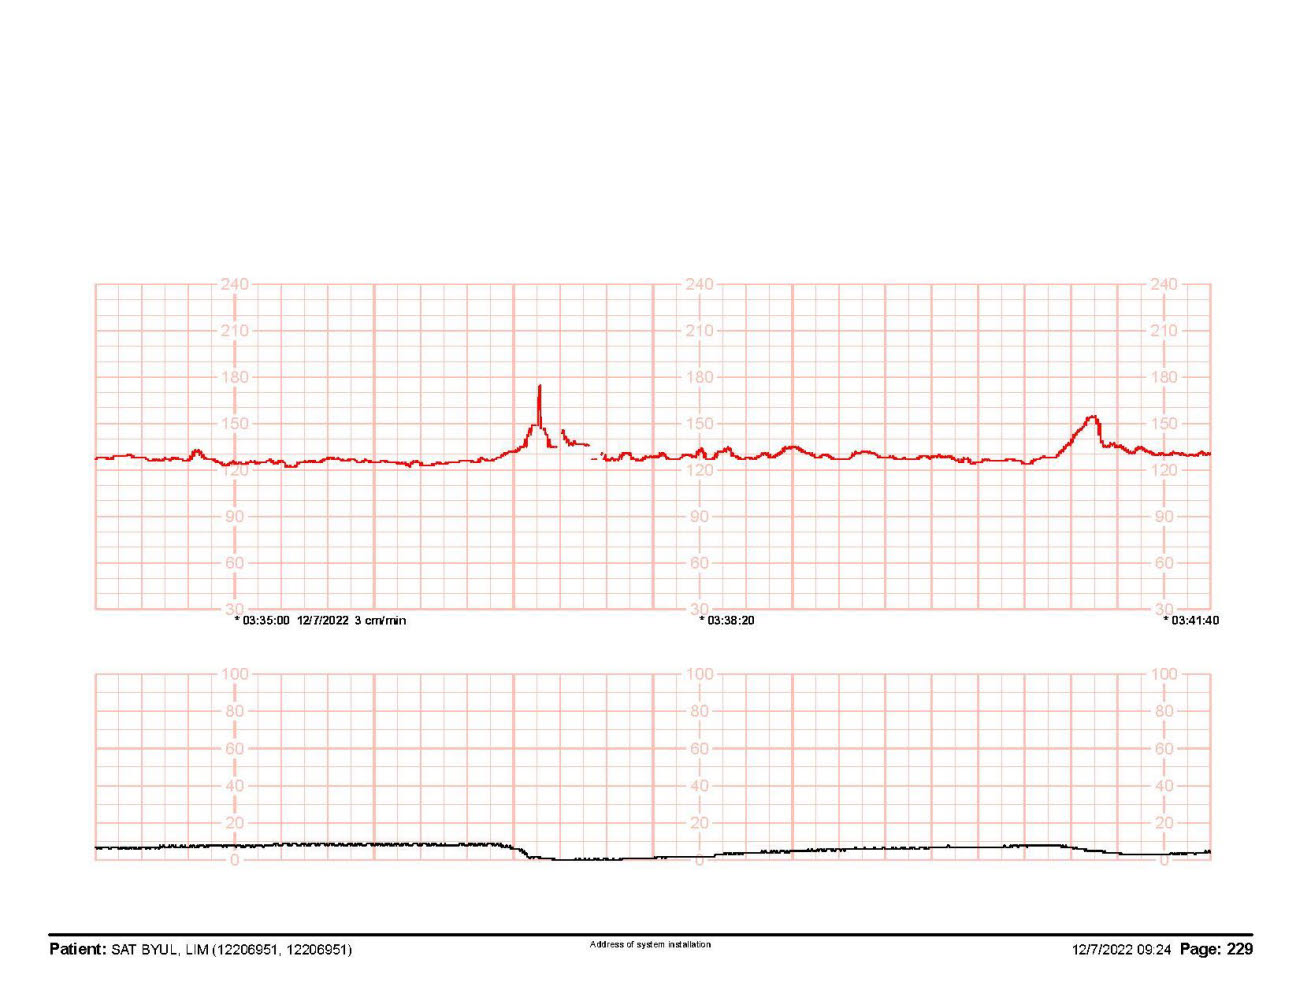 240 240 240
210 210 210
180 180 180
150 150 150
120 120 120
90 90 90
60 60 60
30 30 30
* 03:35:00 12/7/2022 3 cm/min * 03:38:20 * 03:41:40
100 100 100
80 80 80
60 60 60
40 40 40
20 20 20
0 0 0
Patient: SAT BYUL, LIM (12206951, 12206951) Address of system installation 12/7/2022 09:24 Page: 229